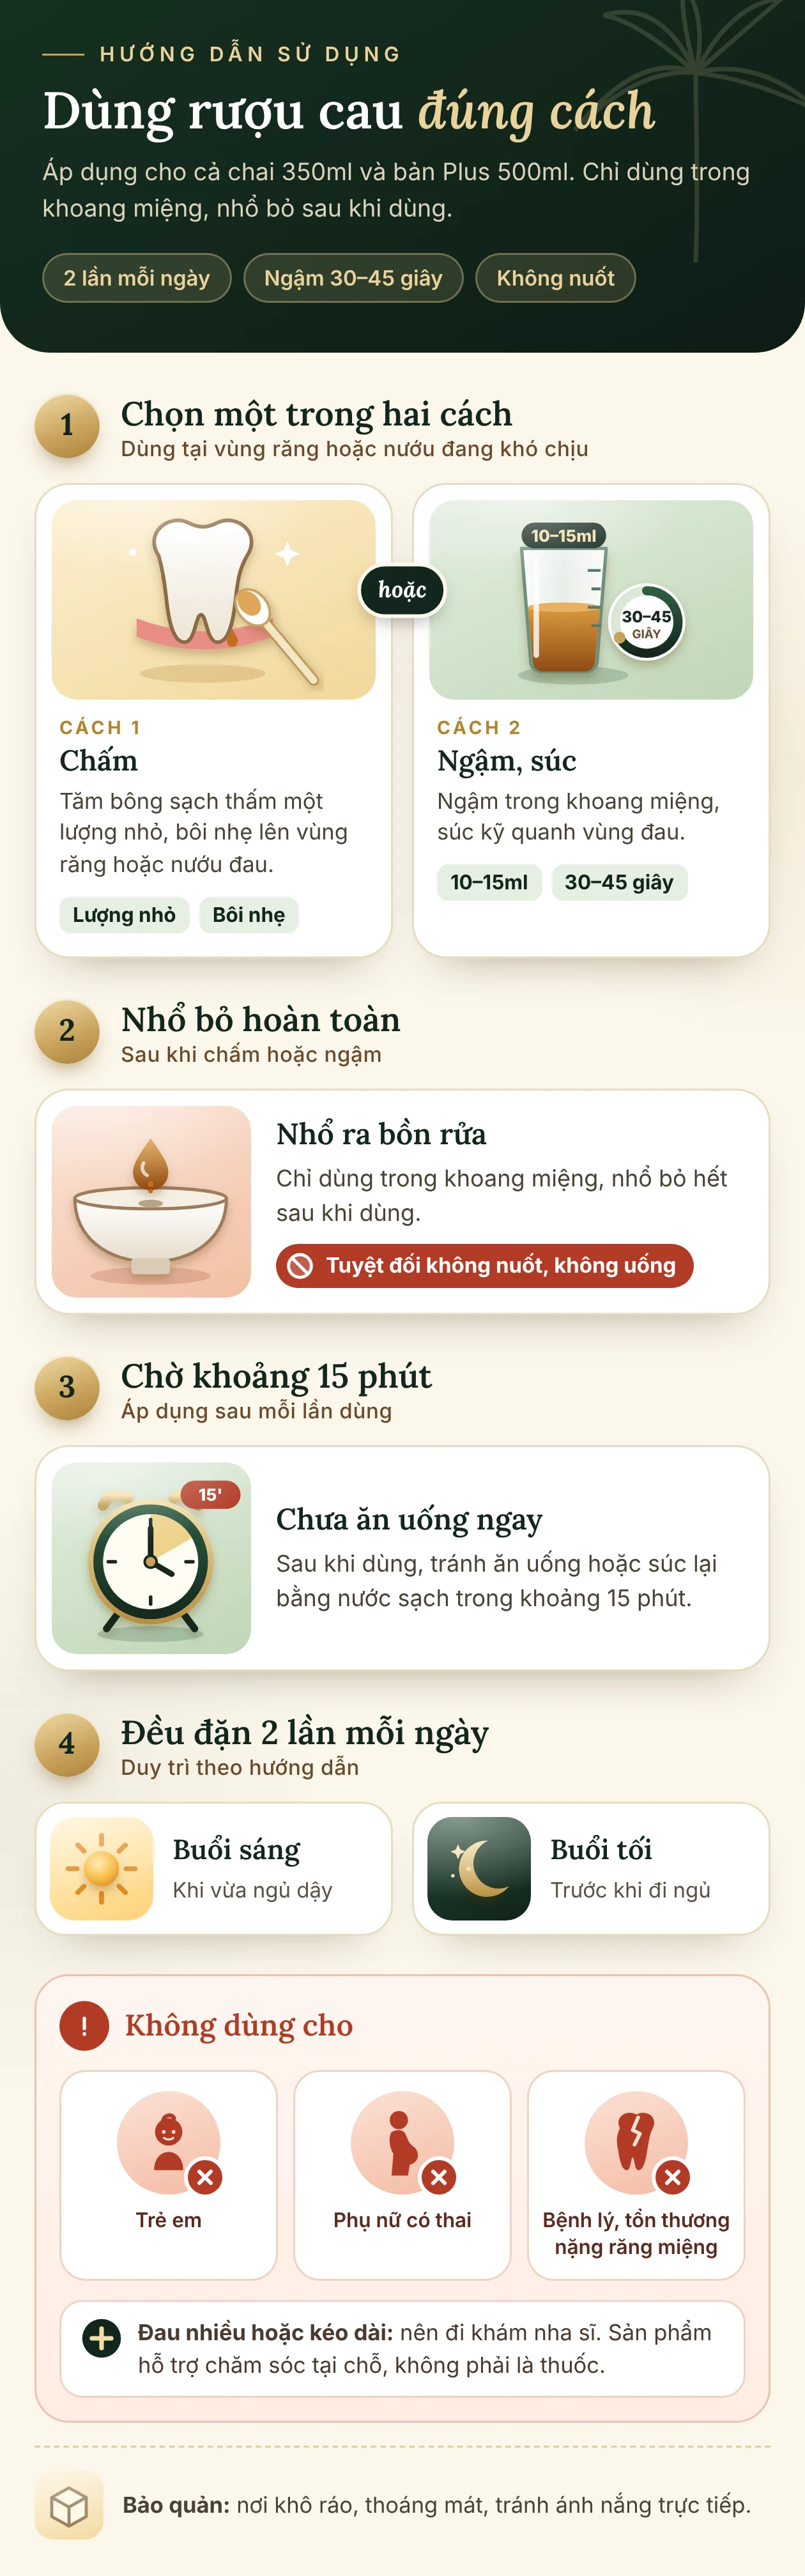 HƯỚNG DẪN SỬ DỤNG
Dùng rượu cau đúng cách
Áp dụng cho cả chai 350ml và bản Plus 500ml. Chỉ dùng trong
khoang miệng, nhổ bỏ sau khi dùng.
2 lần mỗi ngày
Ngậm 30–45 giây
Không nuốt
1
Chọn một trong hai cách
Dùng tại vùng răng hoặc nướu đang khó chịu
hoặc
10–15ml
30–45
GIÂY
CÁCH 1
Chấm
Tăm bông sạch thấm một
lượng nhỏ, bôi nhẹ lên vùng
răng hoặc nướu đau.
Lượng nhỏ
Bôi nhẹ
CÁCH 2
Ngậm, súc
Ngậm trong khoang miệng,
súc kỹ quanh vùng đau.
10–15ml
30–45 giây
2
Nhổ bỏ hoàn toàn
Sau khi chấm hoặc ngậm
Nhổ ra bồn rửa
Chỉ dùng trong khoang miệng, nhổ bỏ hết
sau khi dùng.
Tuyệt đối không nuốt, không uống
3
Chờ khoảng 15 phút
Áp dụng sau mỗi lần dùng
15'
Chưa ăn uống ngay
Sau khi dùng, tránh ăn uống hoặc súc lại
bằng nước sạch trong khoảng 15 phút.
4
Đều đặn 2 lần mỗi ngày
Duy trì theo hướng dẫn
Buổi sáng
Khi vừa ngủ dậy
Buổi tối
Trước khi đi ngủ
!
Không dùng cho
Trẻ em
Phụ nữ có thai
Bệnh lý, tổn thương
nặng răng miệng
Đau nhiều hoặc kéo dài: nên đi khám nha sĩ. Sản phẩm
hỗ trợ chăm sóc tại chỗ, không phải là thuốc.
Bảo quản: nơi khô ráo, thoáng mát, tránh ánh nắng trực tiếp.